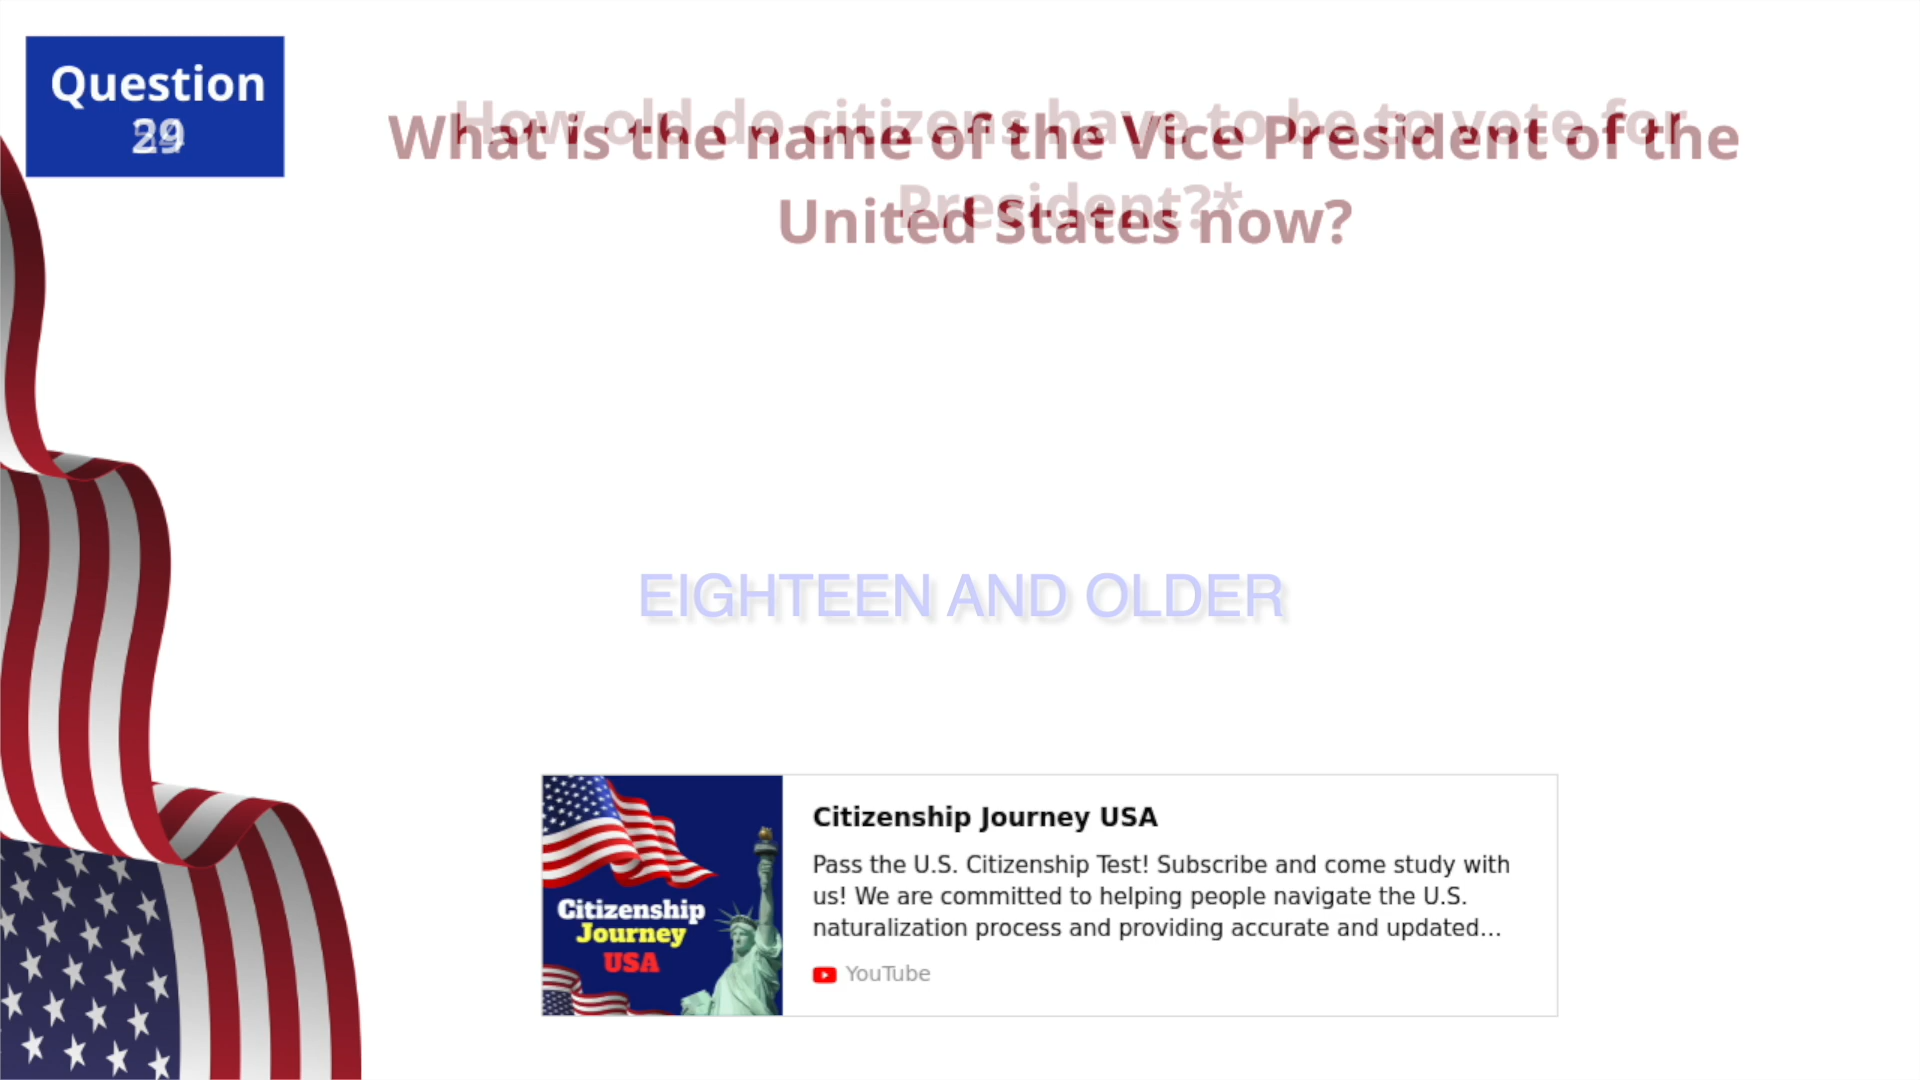 Question
29
How old do citizens have to be to vote for
President?*
What is the name of the Vice President of the
United States now?
EIGHTEEN AND OLDER
Citizenship
Journey
USA
Citizenship Journey USA
Pass the U.S. Citizenship Test! Subscribe and come study with
us! We are committed to helping people navigate the U.S.
naturalization process and providing accurate and updated...
YouTube